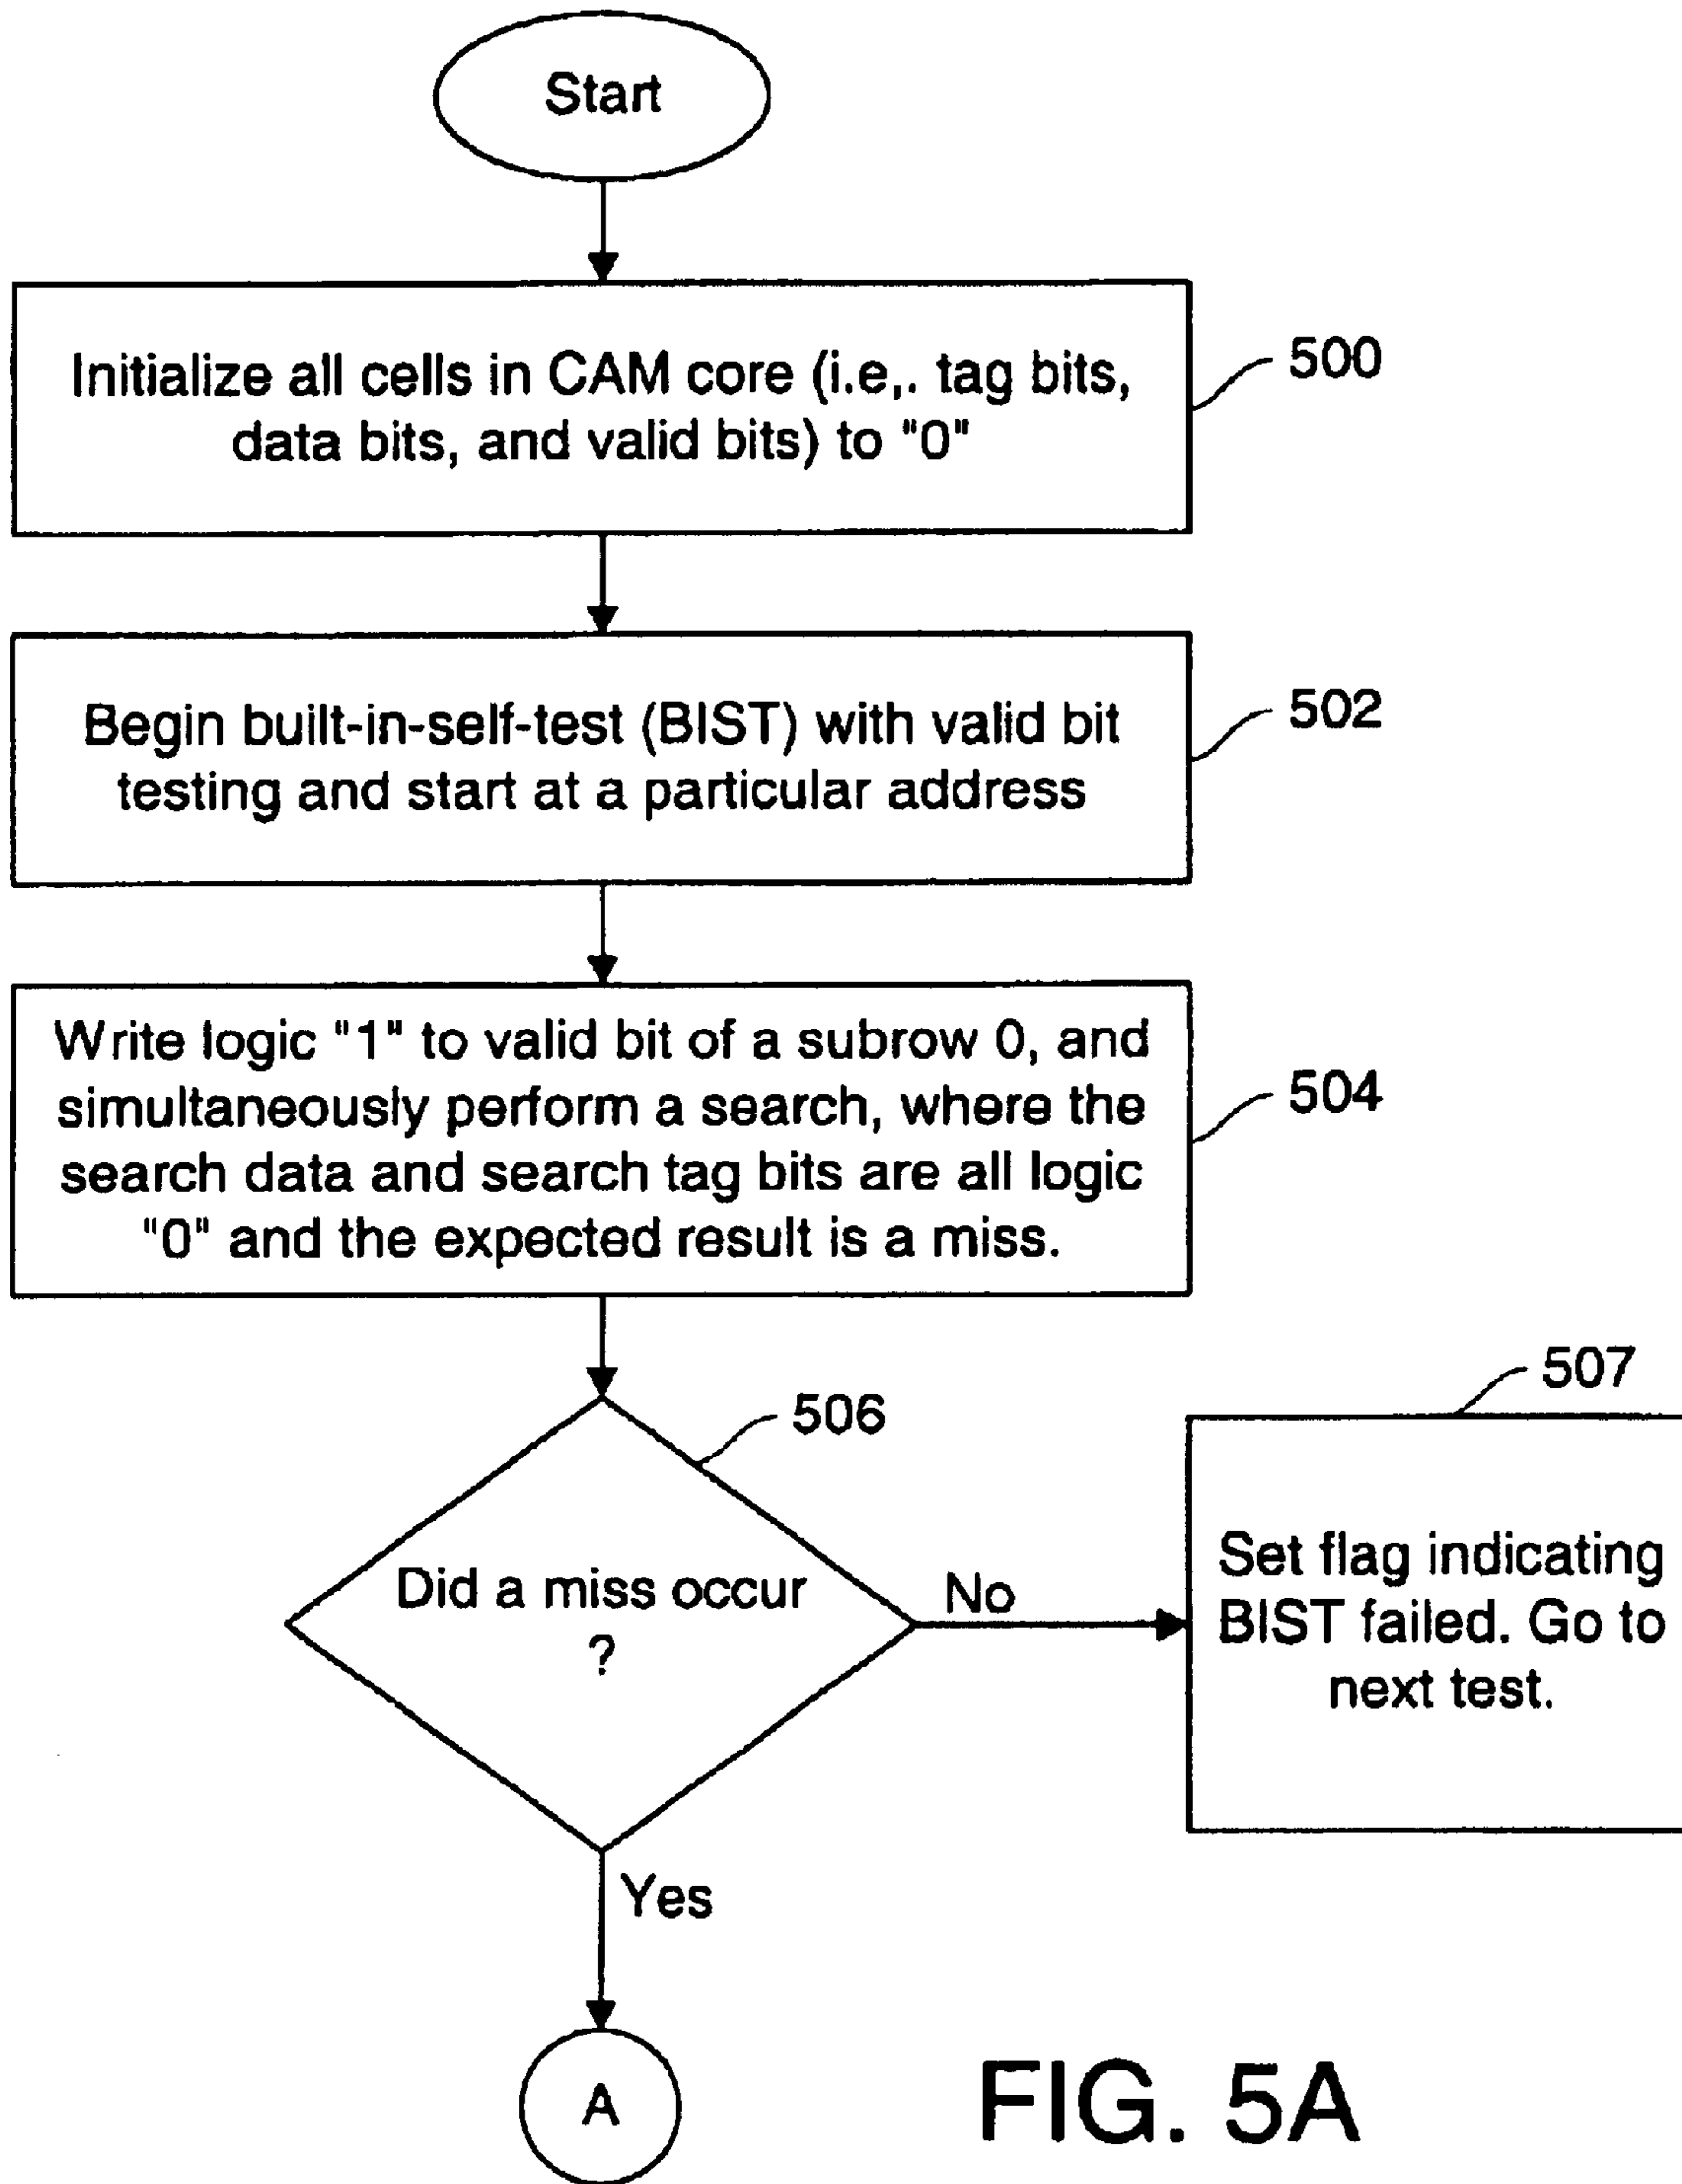 Start
Initialize all cells in CAM core (i.e,. tag bits,
data bits, and valid bits) to "0"
500
Begin built-in-self-test (BIST) with valid bit
testing and start at a particular address
502
Write logic "1" to valid bit of a subrow 0, and
simultaneously perform a search, where the
search data and search tag bits are all logic
"0" and the expected result is a miss.
504
506
Did a miss occur
?
No
507
Set flag indicating
BIST failed. Go to
next test.
Yes
A
FIG. 5A